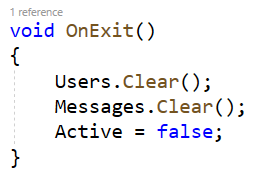 1 reference
void OnExit()
{
    Users.Clear();
    Messages.Clear();
    Active = false;
}